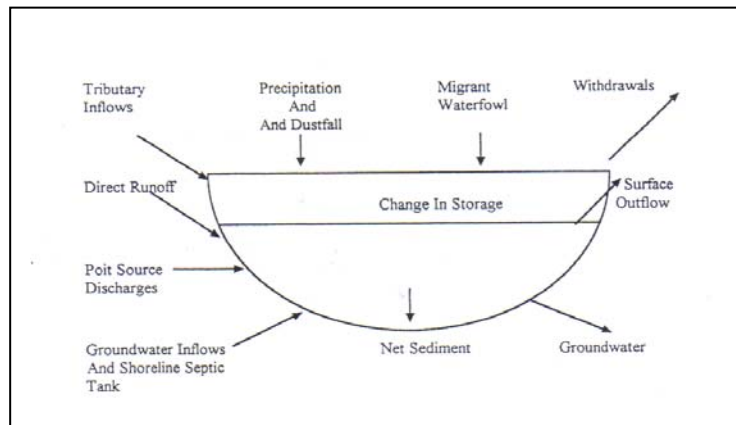 Tributary
Inflows
Precipitation
And
And Dustfall
Migrant
Waterfowl
Withdrawals
Direct Runoff
Change In Storage
Surface
Outflow
Poit Source
Discharges
Groundwater Inflows
And Shoreline Septic
Tank
Net Sediment
Groundwater